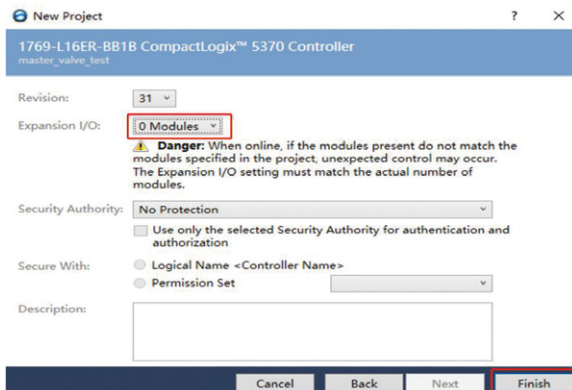 New Project
? ×
1769-L16ER-BB1B CompactLogix™ 5370 Controller
master_valve_test
Revision: 31
Expansion I/O: 0 Modules
Danger: When online, if the modules present do not match the
modules specified in the project, unexpected control may occur.
The Expansion I/O setting must match the actual number of
modules.
Security Authority: No Protection
Use only the selected Security Authority for authentication and
authorization
Secure With: Logical Name <Controller Name>
Permission Set
Description:
Cancel Back Next Finish